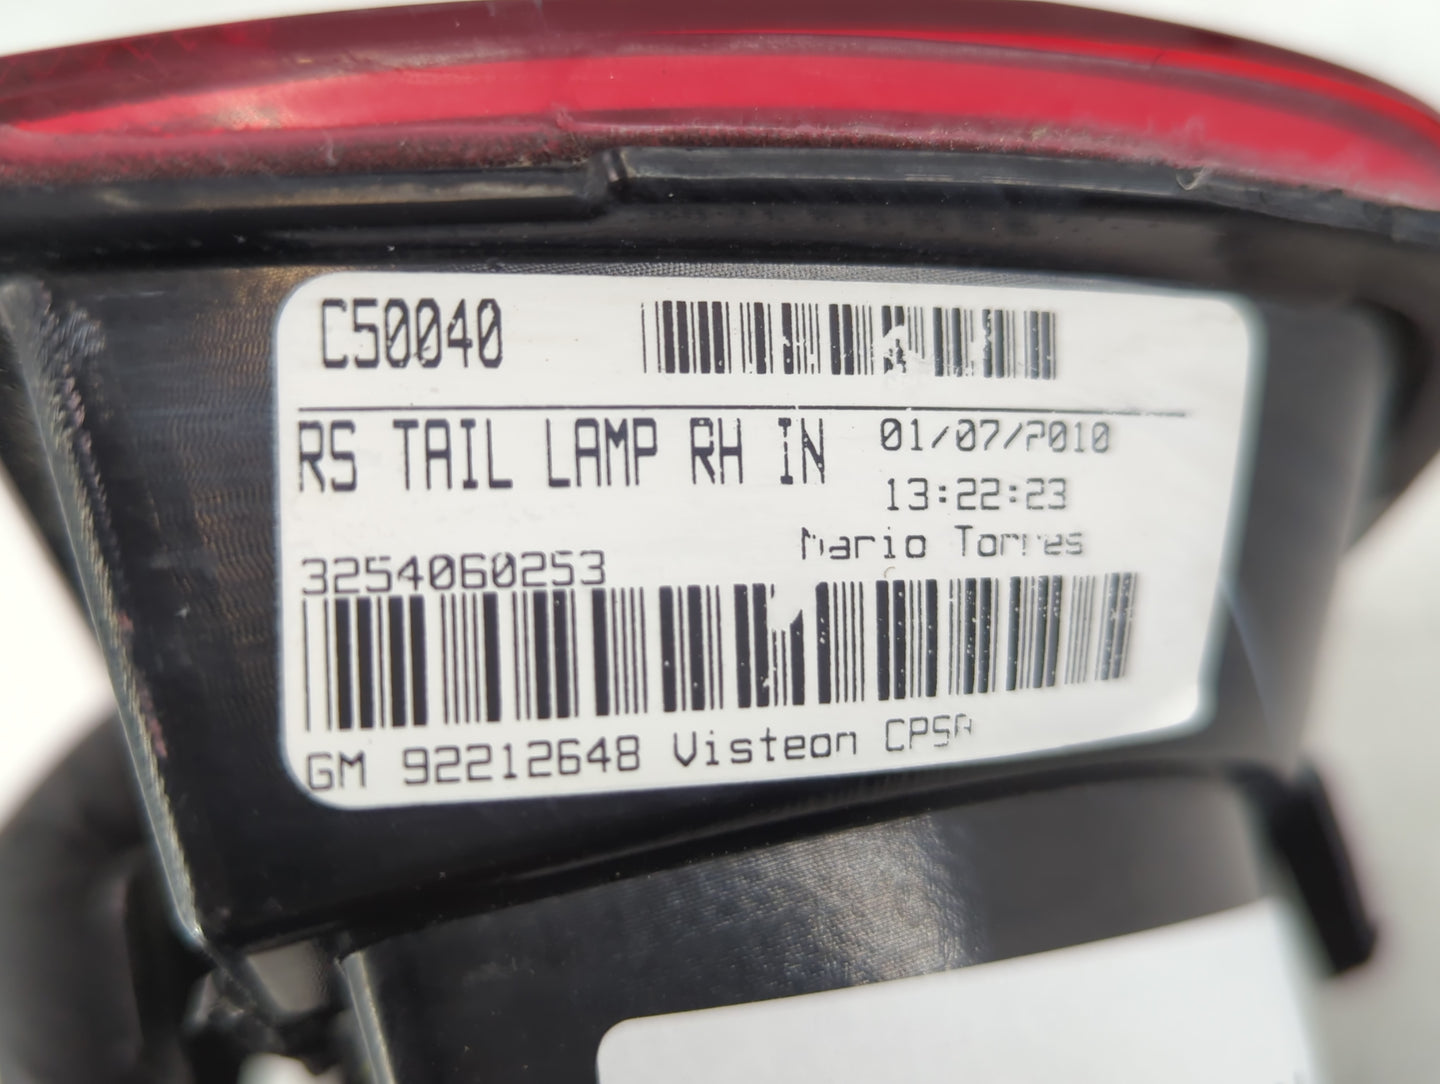 C50040
RS TAIL LAMP RH IN
01/07/2010
13:22:23
Mario Torres
3254060253
GM 92212648 Visteon CPSA